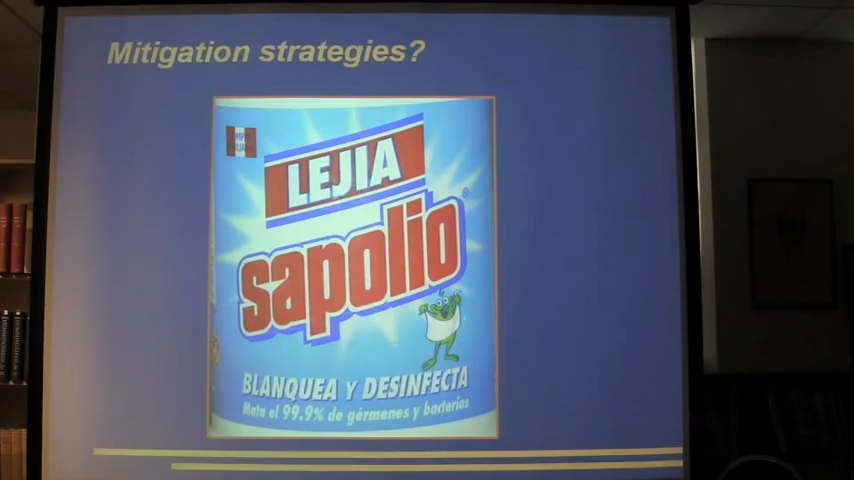 Mitigation strategies?
LEJIA
sapolio
®
BLANQUEA Y DESINFECTA
Mata el 99.9% de gérmenes y bacterias